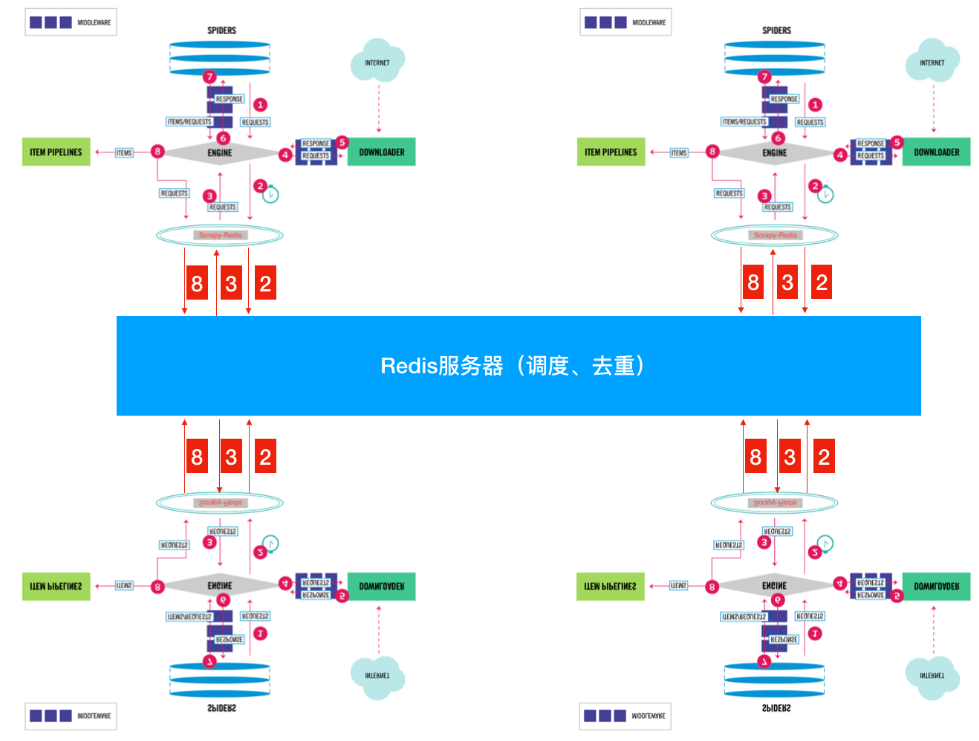 MIDDLEWARE
SPIDERS
INTERNET
7
RESPONSE
1
ITEMS/REQUESTS
REQUESTS
6
ITEM PIPELINES
ITEMS
8
ENGINE
4
RESPONSE
REQUESTS
5
DOWNLOADER
REQUESTS
3
REQUESTS
2
Scrapy-Redis
8
3
2
MIDDLEWARE
SPIDERS
INTERNET
7
RESPONSE
1
ITEMS/REQUESTS
REQUESTS
6
ITEM PIPELINES
ITEMS
8
ENGINE
4
RESPONSE
REQUESTS
5
DOWNLOADER
REQUESTS
3
REQUESTS
2
Scrapy-Redis
8
3
2
Redis服务器（调度、去重）
8
3
2
Scrapy-Redis
REQUESTS
3
REQUESTS
2
ITEM PIPELINES
ITEMS
8
ENGINE
4
REQUESTS
RESPONSE
5
DOWNLOADER
6
ITEMS/REQUESTS
REQUESTS
RESPONSE
1
7
INTERNET
SPIDERS
MIDDLEWARE
8
3
2
Scrapy-Redis
REQUESTS
3
REQUESTS
2
ITEM PIPELINES
ITEMS
8
ENGINE
4
REQUESTS
RESPONSE
5
DOWNLOADER
6
ITEMS/REQUESTS
REQUESTS
RESPONSE
1
7
INTERNET
SPIDERS
MIDDLEWARE